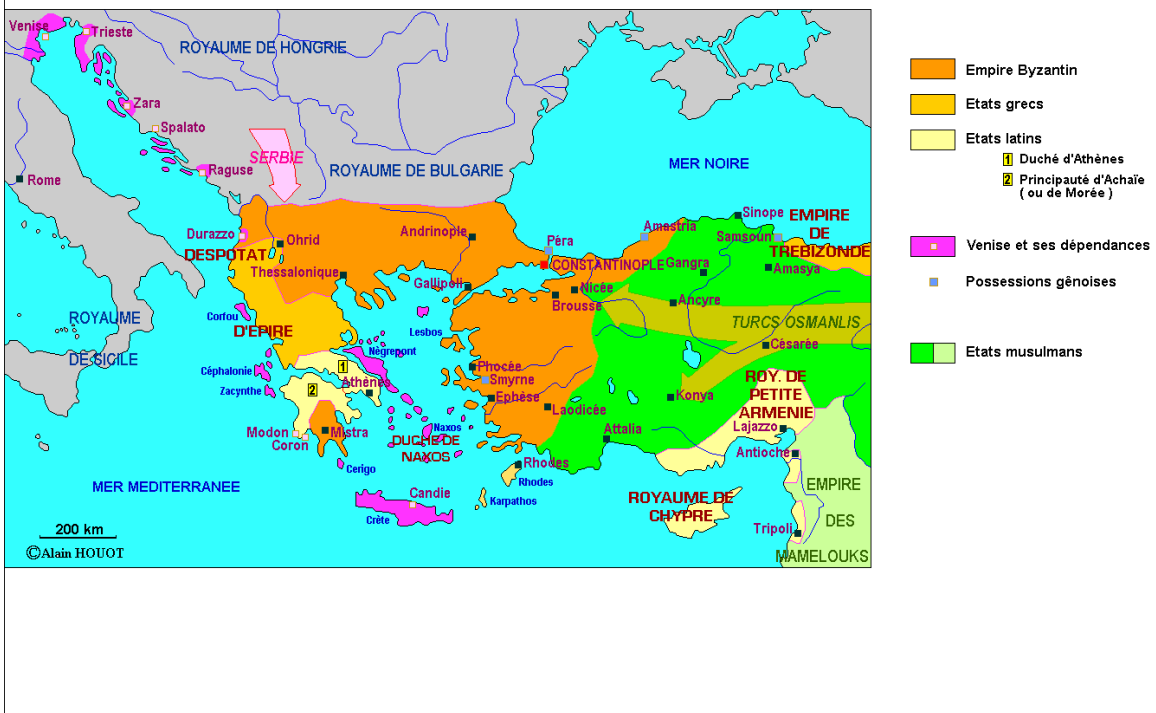 Venise
Trieste
ROYAUME DE HONGRIE
Zara
Spalato
SERBIE
Raguse
ROYAUME DE BULGARIE
MER NOIRE
Rome
Durazzo
Ohrid
Andrinople
Péra
Amastria
Sinope
Samsoun
EMPIRE
DE
TREBIZONDE
DESPOTAT
Thessalonique
CONSTANTINOPLE
Gangra
Amasya
Gallipoli
Nicée
Brousse
Ancyre
Corfou
D'EPIRE
Lesbos
TURCS OSMANLIS
ROYAUME
DE SICILE
Nègrepont
Césarée
Céphalonie
1
Athènes
Phocée
Smyrne
ROY. DE
PETITE
ARMENIE
Zacynthe
2
Ephèse
Laodicée
Konya
Modon
Coron
Mistra
Naxos
DUCHE DE
NAXOS
Attalia
Lajazzo
Antioche
Cerigo
Rhodes
Rhodes
Karpathos
MER MEDITERRANEE
Candie
Crète
ROYAUME DE
CHYPRE
Tripoli
EMPIRE
DES
MAMELOUKS
200 km
©Alain HOUOT
Empire Byzantin
Etats grecs
Etats latins
1 Duché d'Athènes
2 Principauté d'Achaïe
( ou de Morée )
Venise et ses dépendances
Possessions gênoises
Etats musulmans